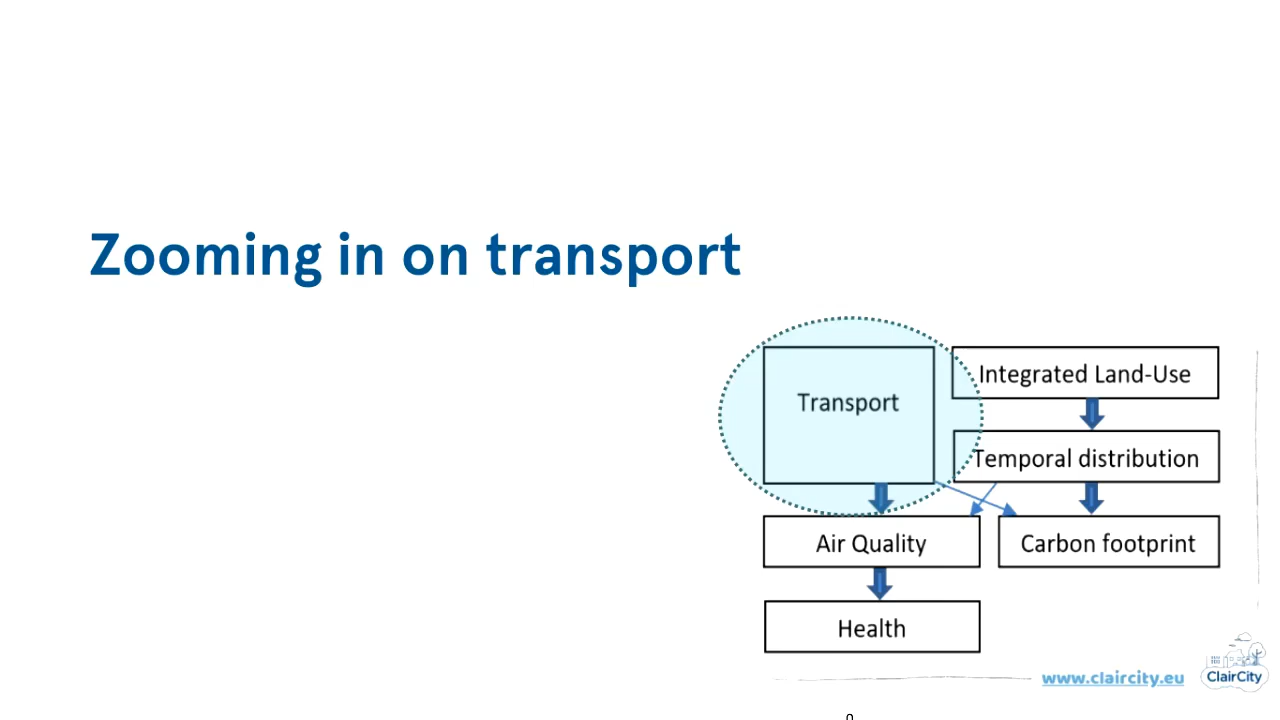 Zooming in on transport
Transport
Integrated Land-Use
Temporal distribution
Air Quality
Carbon footprint
Health
www.claircity.eu
ClairCity